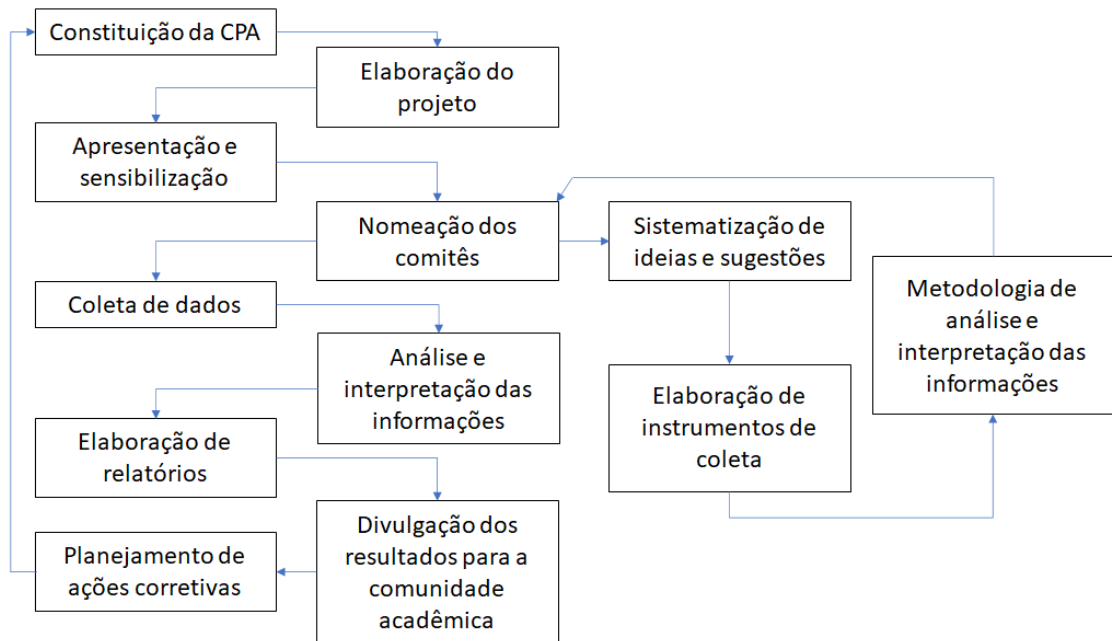 Constituição da CPA
Elaboração do
projeto
Apresentação e
sensibilização
Nomeação dos
comitês
Sistematização de
ideias e sugestões
Coleta de dados
Metodologia de
análise e
interpretação das
informações
Análise e
interpretação das
informações
Elaboração de
instrumentos de
coleta
Elaboração de
relatórios
Divulgação dos
resultados para a
comunidade
acadêmica
Planejamento de
ações corretivas